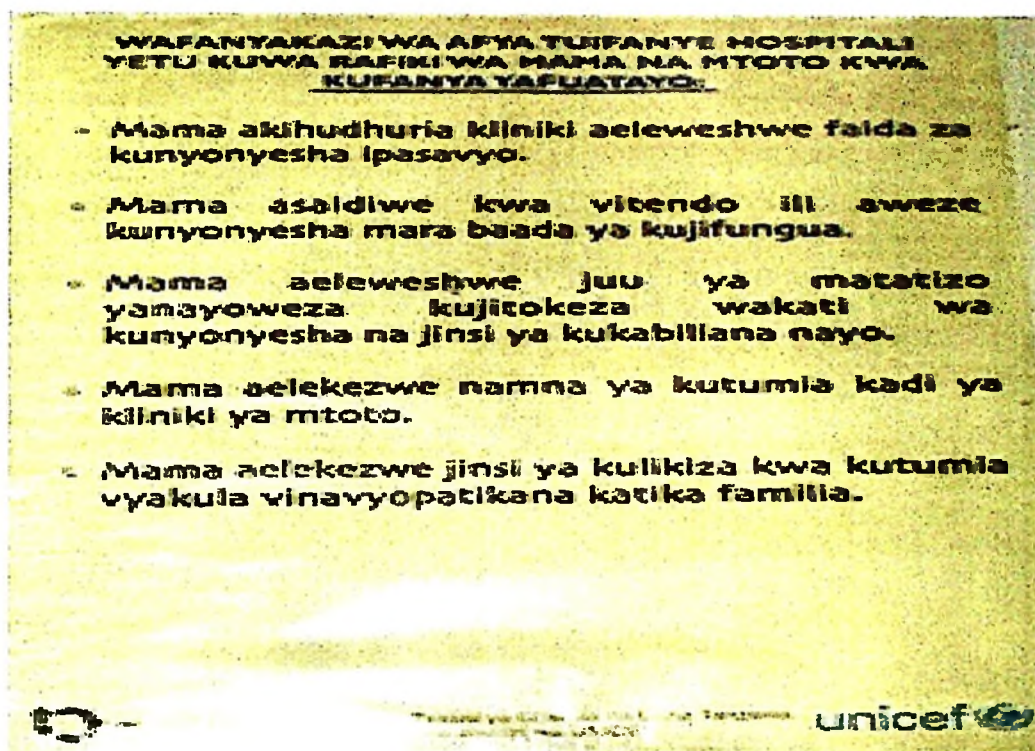 WAFANYAKAZI WA AFYA TUIFANYE HOSPITALI
YETU KUWA RAFIKI WA MAMA NA MTOTO KWA
KUFANYA YAFUATAYO:
- Mama akihudhuria kliniki aeleweshwe faida za
kunyonyesha ipasavyo.
- Mama asaidiwe kwa vitendo ili aweze
kunyonyesha mara baada ya kujifungua.
- Mama aeleweshwe juu ya matatizo
yanayoweza kujitokeza wakati wa
kunyonyesha na jinsi ya kukabiliana nayo.
- Mama aelekezwe namna ya kutumia kadi ya
kliniki ya mtoto.
- Mama aelekezwe jinsi ya kulikiza kwa kutumia
vyakula vinavyopatikana katika familia.
unicef